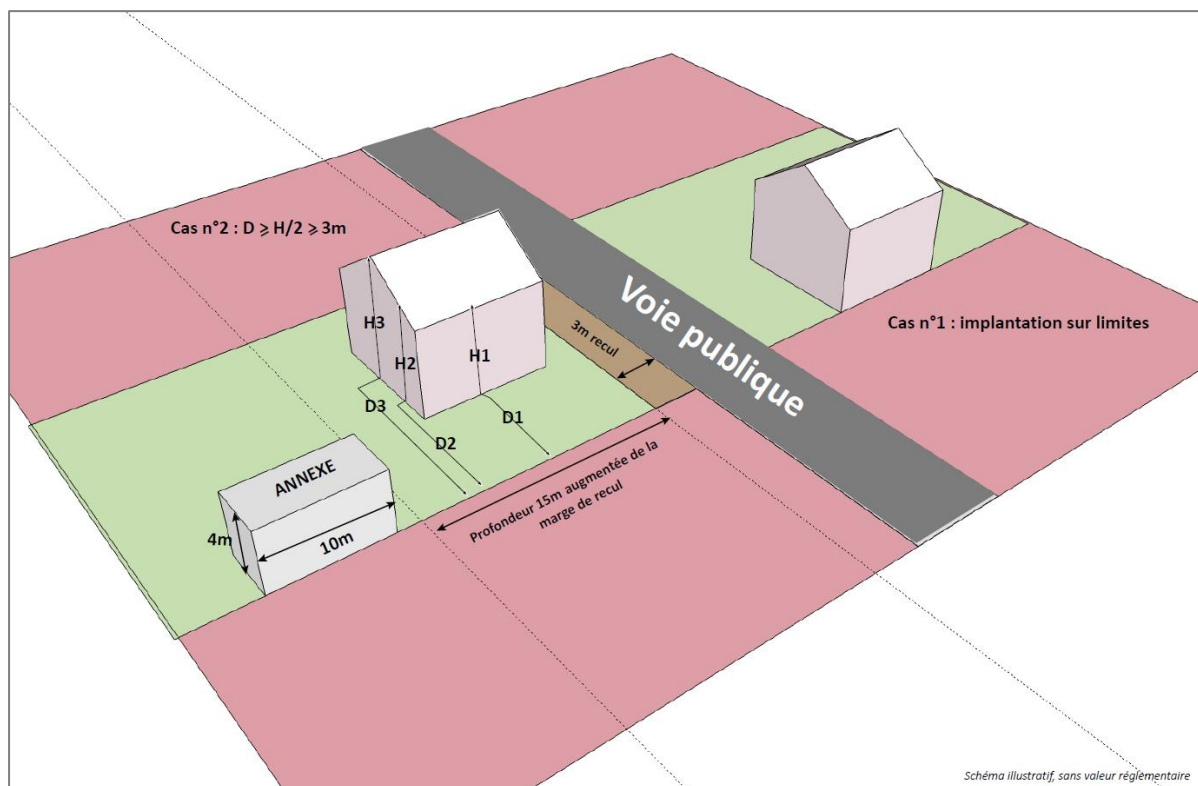 Cas n°2 : D ⩾ H/2 ⩾ 3m
Voie publique
Cas n°1 : implantation sur limites
3m recul
H3
H2
H1
D3
D2
D1
ANNEXE
4m
10m
Profondeur 15m augmentée de la
marge de recul
Schéma illustratif, sans valeur réglementaire